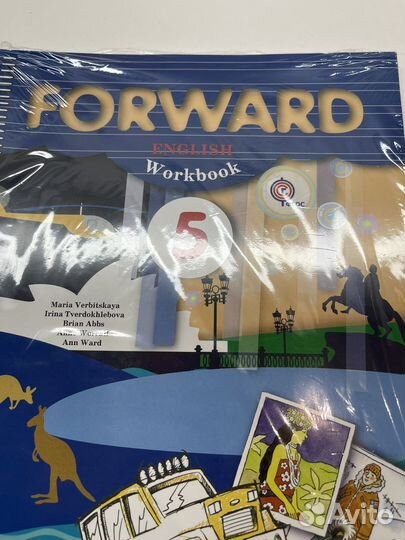 FORWARD
ENGLISH
Workbook
5
Maria Verbitskaya
Irina Tverdokhlebova
Brian Abbs
Ann Ward
Avito